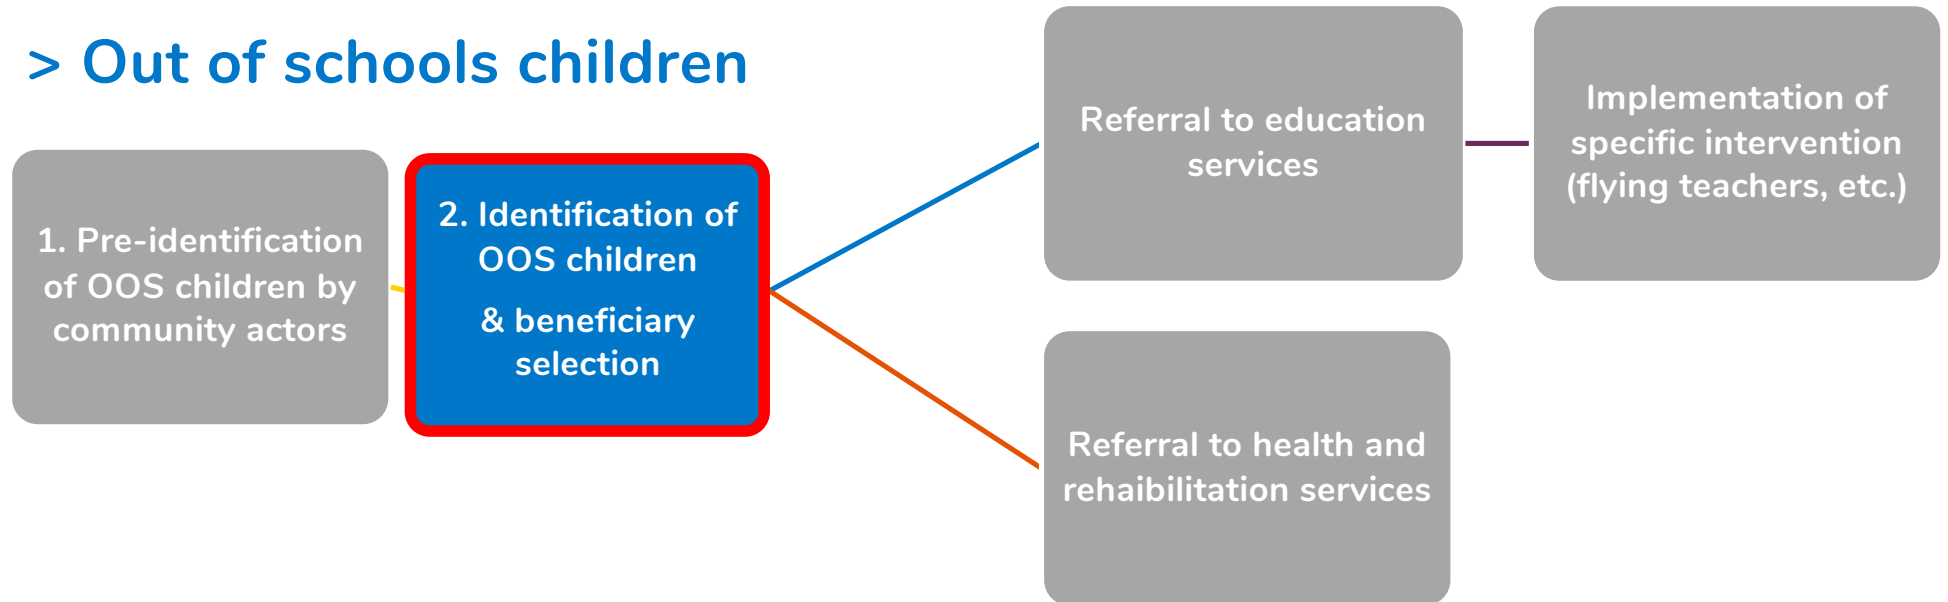 > Out of schools children
1. Pre-identification
of OOS children by
community actors
2. Identification of
OOS children
& beneficiary
selection
Referral to education
services
Implementation of
specific intervention
(flying teachers, etc.)
Referral to health and
rehaibilitation services